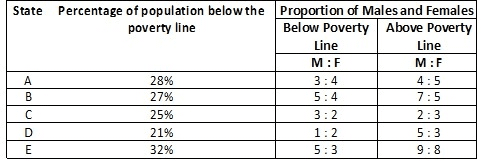 State Percentage of population below the poverty line Proportion of Males and Females
Below Poverty Line Above Poverty Line
M : F M : F
A 28% 3 : 4 4 : 5
B 27% 5 : 4 7 : 5
C 25% 3 : 2 2 : 3
D 21% 1 : 2 5 : 3
E 32% 5 : 3 9 : 8